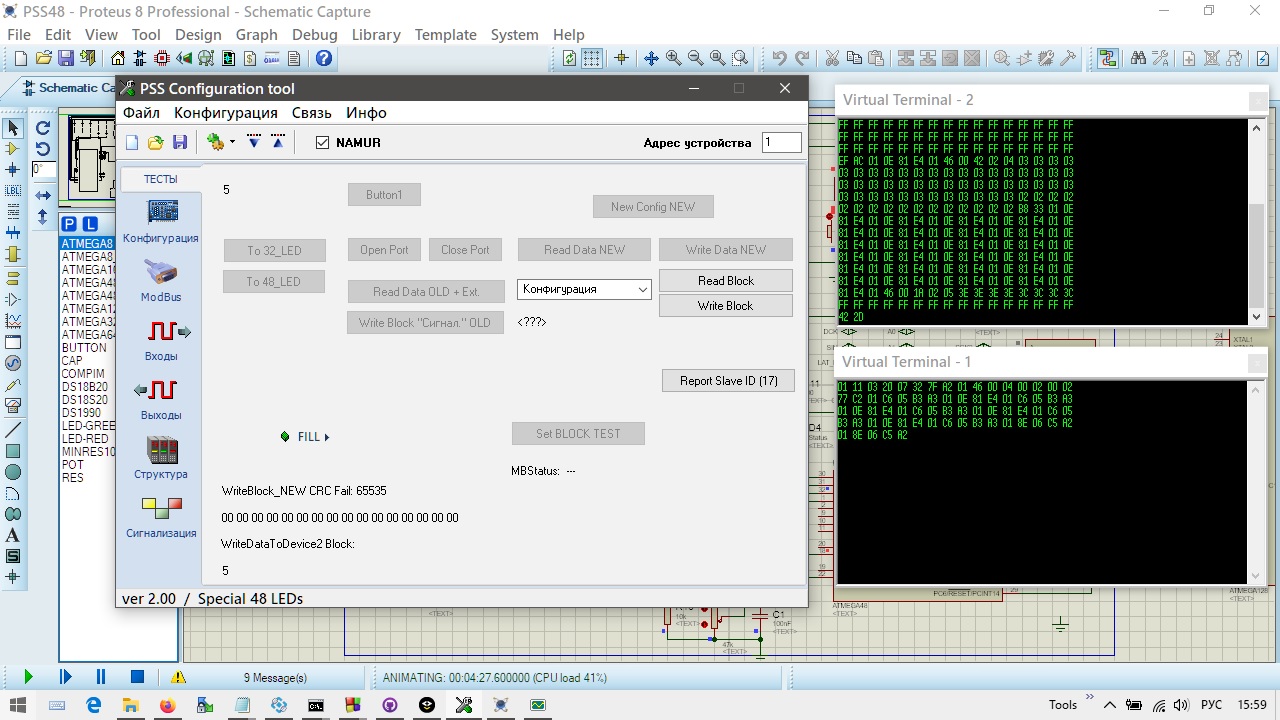 PSS48 - Proteus 8 Professional - Schematic Capture
File Edit View Tool Design Graph Debug Library Template System Help
Schematic Ca
PSS Configuration tool
Файл Конфигурация Связь Инфо
NAMUR
Адрес устройства
1
0°
LBL
P L
ATMEGA8
CAP
COMPIM
BUTTON
DS18B20
DS18S20
DS1990
LED-GREE
LED-RED
MINRES10
POT
RES
ТЕСТЫ
Конфигурация
ModBus
Входы
Выходы
Структура
Сигнализация
5
Button1
New Config NEW
To 32_LED
Open Port
Close Port
Read Data NEW
Write Data NEW
To 48_LED
Read Data OLD + Ext.
Конфигурация
Read Block
Write Block "Сигнал." OLD
<???>
Write Block
Report Slave ID (17)
FILL
Set BLOCK TEST
MBStatus: ---
WriteBlock_NEW CRC Fail: 65535
00 00 00 00 00 00 00 00 00 00 00 00 00 00 00 00
WriteDataToDevice2 Block:
5
ver 2.00 / Special 48 LEDs
Virtual Terminal - 2
FF FF FF FF FF FF FF FF FF FF FF FF FF FF FF FF
FF FF FF FF FF FF FF FF FF FF FF FF FF FF FF FF
FF FF FF FF FF FF FF FF FF FF FF FF FF FF FF FF
EF AC 01 0E 81 E4 01 46 00 42 02 04 03 03 03 03
03 03 03 03 03 03 03 03 03 03 03 03 03 03 03 03
03 03 03 03 03 03 03 03 03 03 03 03 03 03 03 03
03 03 03 03 03 03 03 03 03 03 03 03 02 02 02 02
02 02 02 02 02 02 02 02 02 02 02 02 08 33 01 0E
81 E4 01 0E 81 E4 01 0E 81 E4 01 0E 81 E4 01 0E
81 E4 01 0E 81 E4 01 0E 81 E4 01 0E 81 E4 01 0E
81 E4 01 0E 81 E4 01 0E 81 E4 01 0E 81 E4 01 0E
81 E4 01 0E 81 E4 01 0E 81 E4 01 0E 81 E4 01 0E
81 E4 01 0E 81 E4 01 0E 81 E4 01 0E 81 E4 01 0E
81 E4 01 0E 81 E4 01 0E 81 E4 01 0E 81 E4 01 0E
81 E4 01 46 00 1A 02 05 3E 3E 3E 3E 3C 3C 3C 3C
FF FF FF FF FF FF FF FF FF FF FF FF FF FF FF FF
42 2D
Virtual Terminal - 1
01 11 03 20 07 32 7F A2 01 46 00 04 00 02 00 02
77 C2 01 C6 05 B3 A3 01 0E 81 E4 01 C6 05 B3 A3
01 0E 81 E4 01 C6 05 B3 A3 01 0E 81 E4 01 C6 05
B3 A3 01 0E 81 E4 01 C6 05 B3 A3 01 8E 06 C5 A2
01 8E 06 C5 A2
PC6/RESET/PCINT14
ATMEGA48
<TEXT>
ATMEGA128
<TEXT>
10k
<TEXT>
47k
<TEXT>
C1
100nF
<TEXT>
9 Message(s)
ANIMATING: 00:04:27.600000 (CPU load 41%)
Tools
РУС
15:59